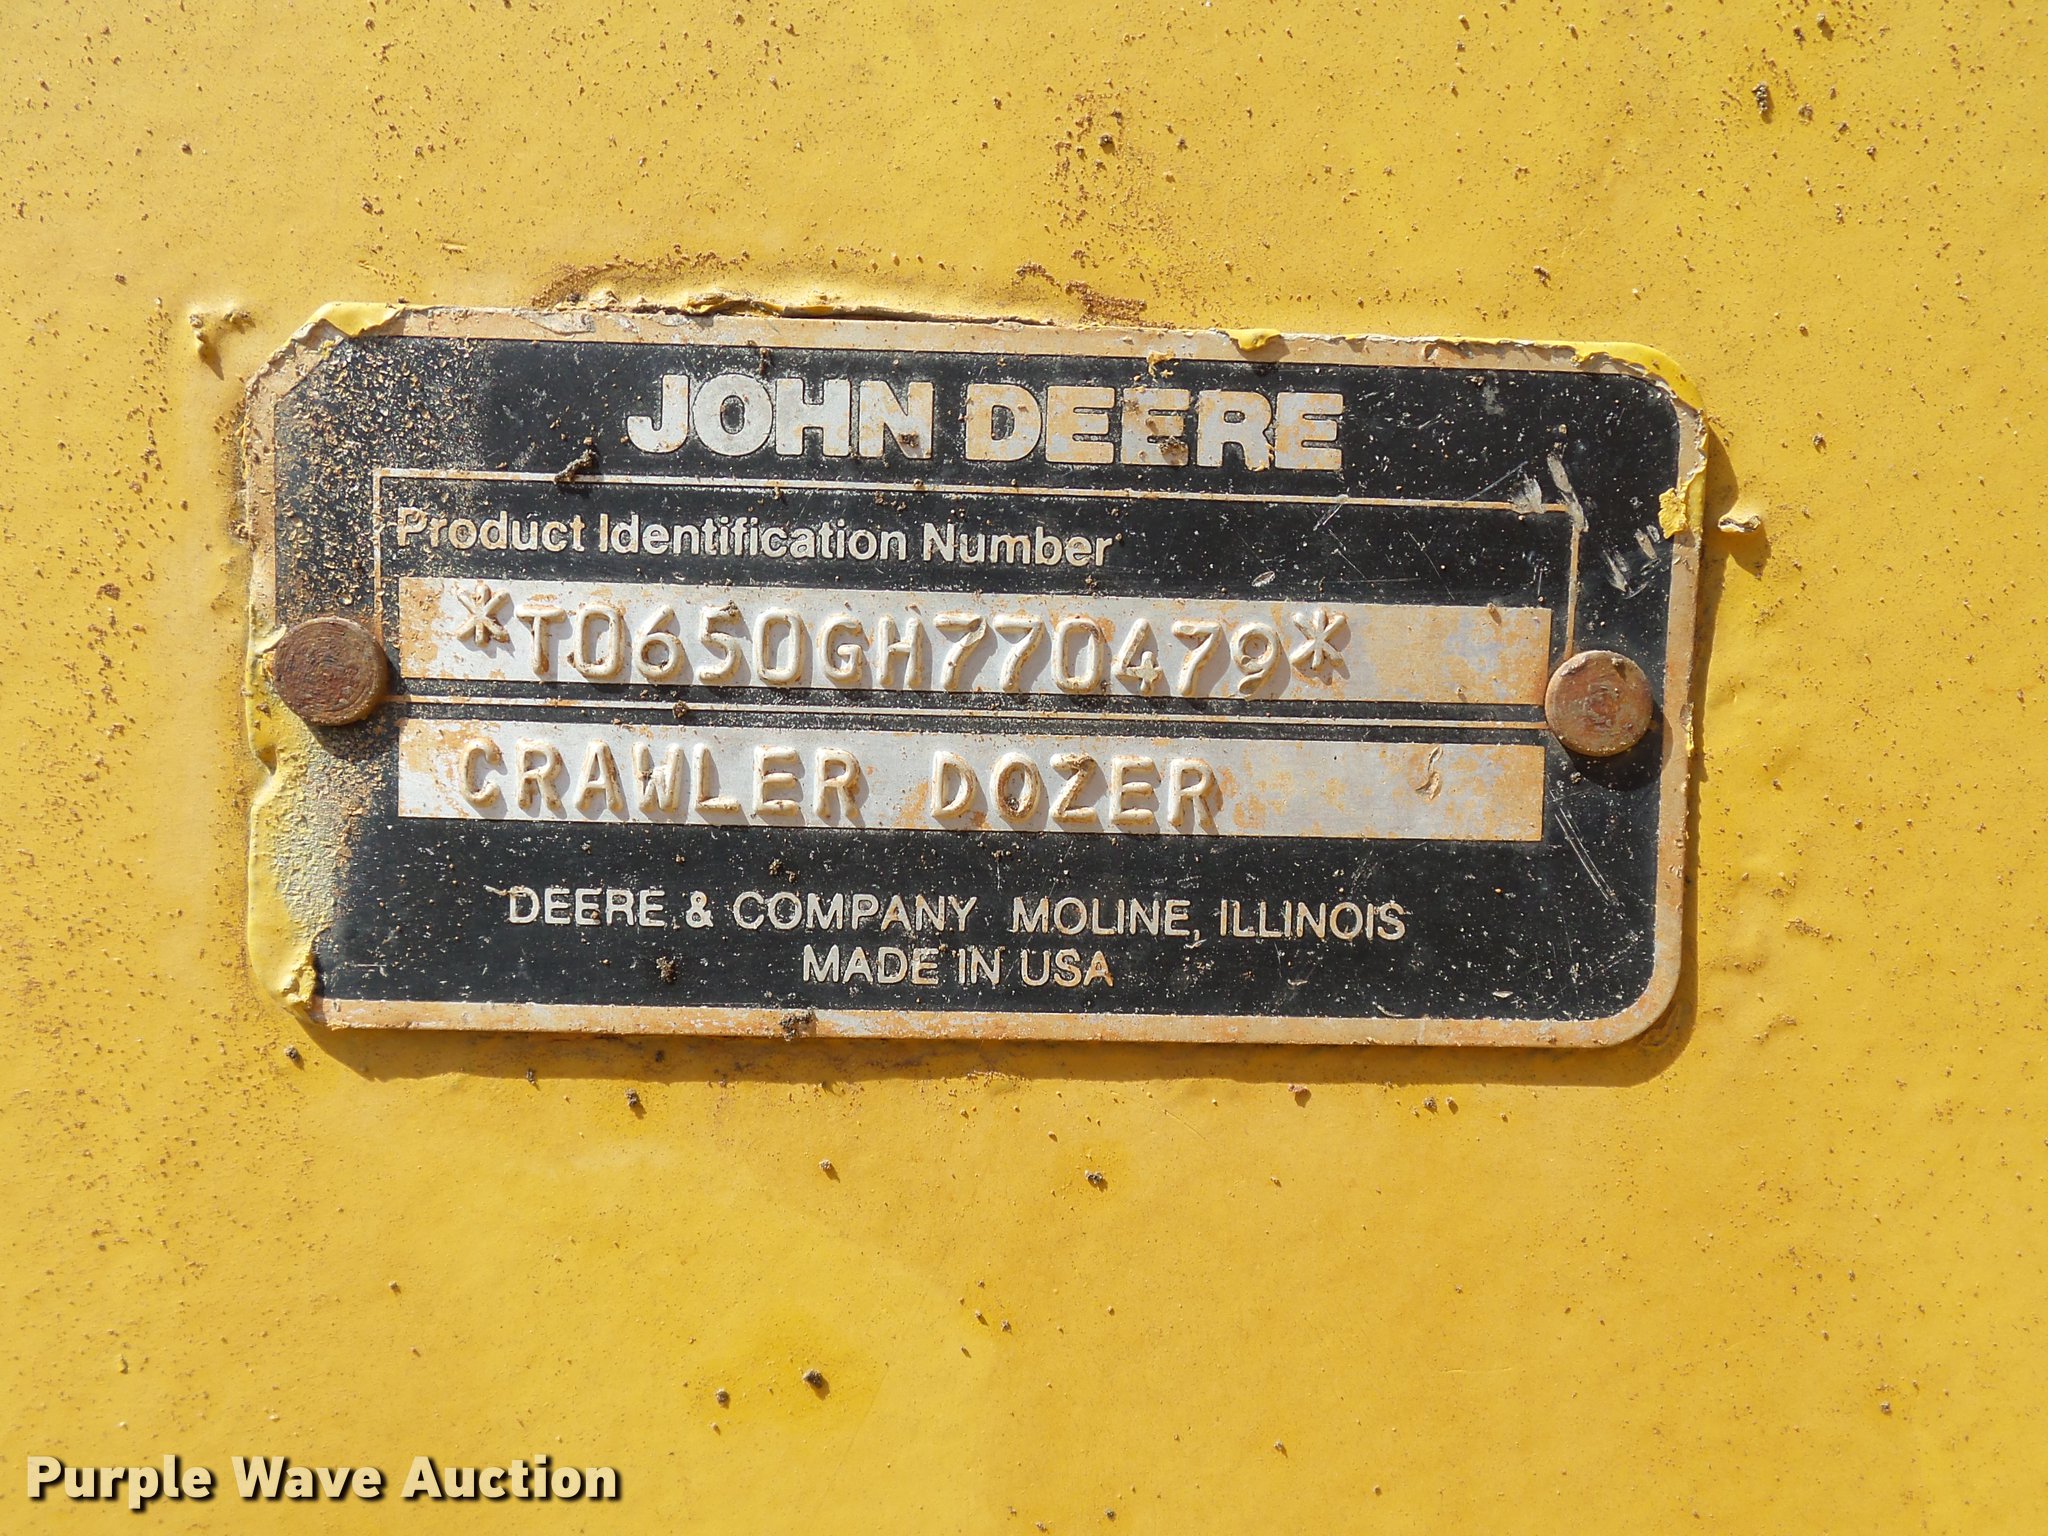 JOHN DEERE
Product Identification Number
*T0650GH770479*
CRAWLER DOZER
DEERE & COMPANY MOLINE, ILLINOIS
MADE IN USA
Purple Wave Auction